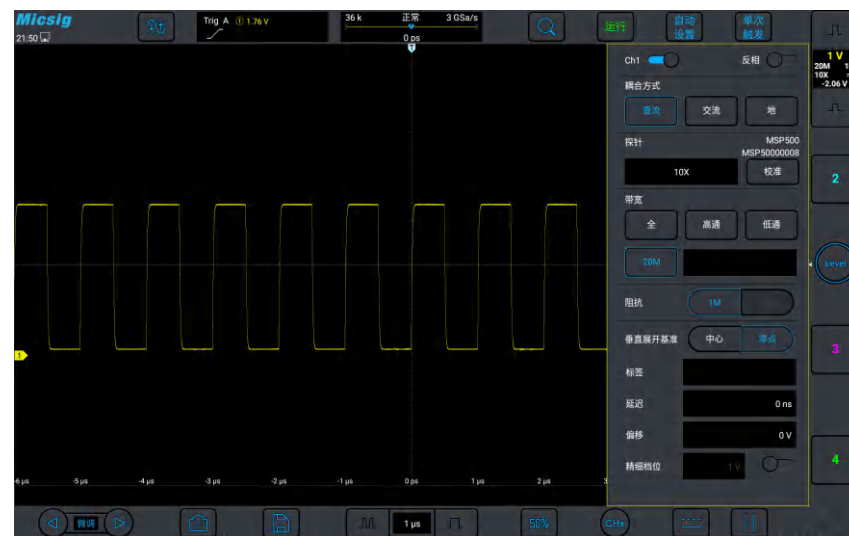 Micsig
21:50
Trig A ① 1.76 V
36 k 正常 3 GSa/s
0 ps
运行
自动
设置
单次
触发
Ch1
反相
耦合方式
直流 交流 地
探针 MSP500
MSP50000008
10X 校准
带宽
全 高通 低通
20M
阻抗 1M
垂直展开基准 中心 零点
标签
延迟 0 ns
偏移 0 V
精细档位 1 V
1 V
20M 1
10X
-2.06 V
2
Level
3
4
1
-6 μs -5 μs -4 μs -3 μs -2 μs -1 μs 0 ps 1 μs 2 μs 3
微调
1 μs
50%
CHx